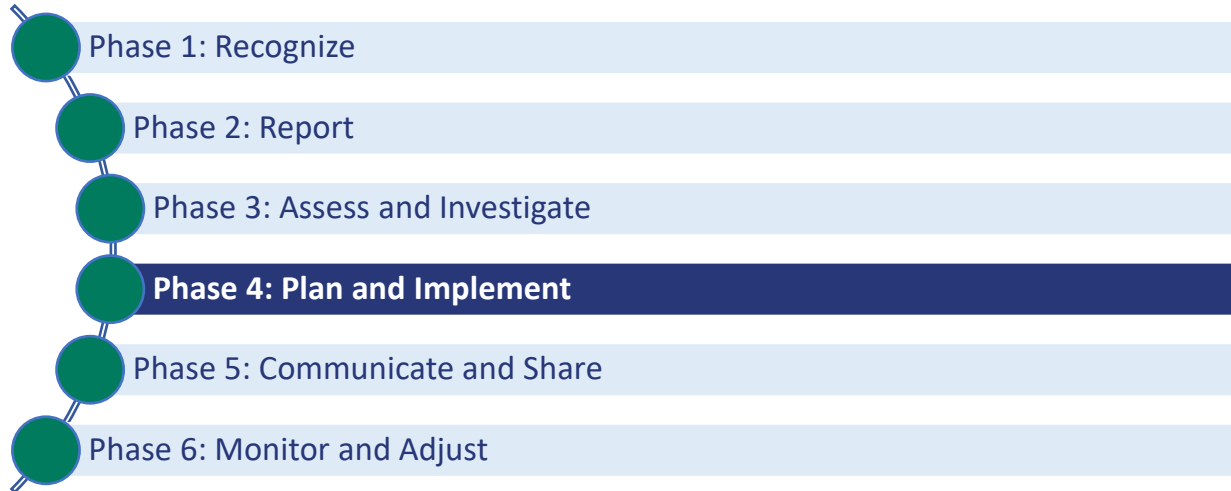 Phase 1: Recognize
Phase 2: Report
Phase 3: Assess and Investigate
Phase 4: Plan and Implement
Phase 5: Communicate and Share
Phase 6: Monitor and Adjust